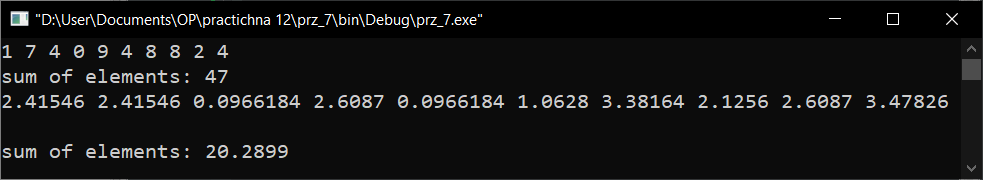 "D:\User\Documents\OP\practichna 12\prz_7\bin\Debug\prz_7.exe"
1 7 4 0 9 4 8 8 2 4
sum of elements: 47
2.41546 2.41546 0.0966184 2.6087 0.0966184 1.0628 3.38164 2.1256 2.6087 3.47826
sum of elements: 20.2899